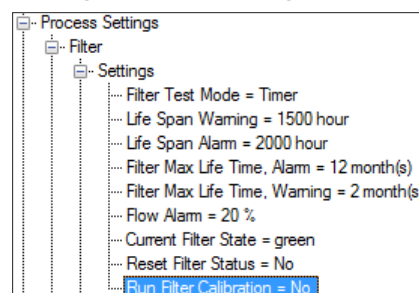 Process Settings
Filter
Settings
Filter Test Mode = Timer
Life Span Warning = 1500 hour
Life Span Alarm = 2000 hour
Filter Max Life Time, Alarm = 12 month(s)
Filter Max Life Time, Warning = 2 month(s
Flow Alarm = 20 %
Current Filter State = green
Reset Filter Status = No
Run Filter Calibration = No